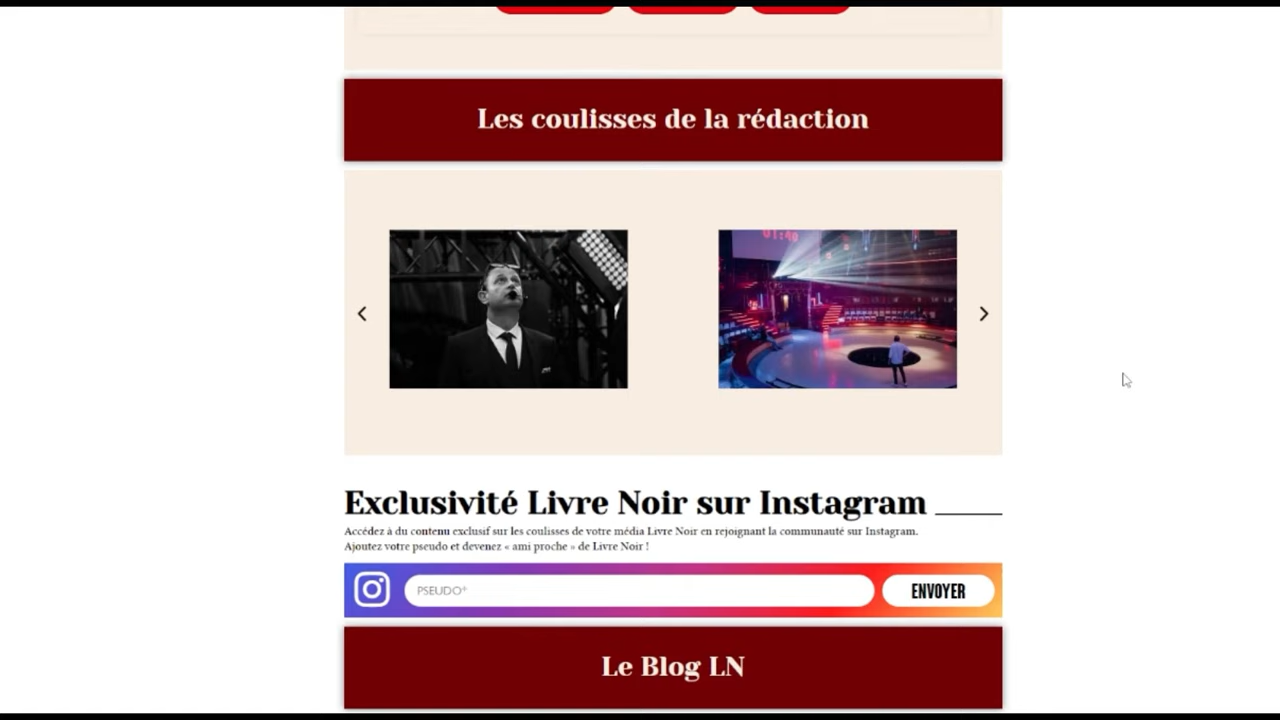 Les coulisses de la rédaction
01:40
Exclusivité Livre Noir sur Instagram
Accédez à du contenu exclusif sur les coulisses de votre média Livre Noir en rejoignant la communauté sur Instagram.
Ajoutez votre pseudo et devenez « ami proche » de Livre Noir !
PSEUDO*
ENVOYER
Le Blog LN